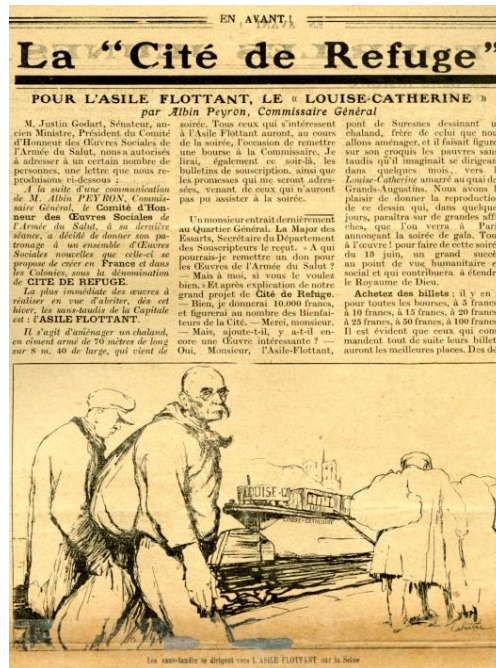 EN AVANT !
La "Cité de Refuge"
POUR L'ASILE FLOTTANT, LE « LOUISE-CATHERINE »
par Albin Peyron, Commissaire Général
M. Justin Godart, Sénateur, an-
cien Ministre, Président du Comité
d'Honneur des Œuvres Sociales de
l'Armée du Salut, nous a autorisés
à adresser à un certain nombre de
personnes, une lettre que nous re-
produisons ci-dessous :
A la suite d'une communication
de M. Albin PEYRON, Commis-
saire Général, le Comité d'Hon-
neur des Œuvres Sociales de
l'Armée du Salut, à sa dernière
séance, a décidé de donner son pa-
tronage à un ensemble d'Œuvres
Sociales nouvelles que celle-ci se
propose de créer en France et dans
les Colonies, sous la dénomination
de CITE DE REFUGE.
La plus immédiate des œuvres à
réaliser en vue d'abriter, dès cet
hiver, les sans-taudis de la Capitale
est : l'ASILE FLOTTANT.
Il s'agit d'aménager un chaland,
en ciment armé de 70 mètres de long
sur 8 m. 40 de large, qui vient de
soirée. Tous ceux qui s'intéressent
à l'Asile Flottant auront, au cours
de la soirée, l'occasion de remettre
une bourse à la Commissaire. Je
lirai, également ce soir-là, les
bulletins de souscription, ainsi que
les promesses qui me seront adres-
sées, venant de ceux qui n'auront
pas pu assister à la soirée.
Un monsieur entrait dernièrement
au Quartier Général. La Major des
Essarts, Secrétaire du Département
des Souscripteurs le reçut. « A qui
pourrais-je remettre un don pour
les Œuvres de l'Armée du Salut ?
— Mais à moi, si vous le voulez
bien. » Et après explication de notre
grand projet de Cité de Refuge.
— Bien, je donnerai 10.000 francs,
et figurerai au nombre des Bienfai-
teurs de la Cité. — Merci, monsieur.
— Mais, ajoute-t-il, y a-t-il en-
core une Œuvre intéressante ? —
Oui, Monsieur, l'Asile-Flottant,
pont de Suresnes dessinant u
chaland, frère de celui que nou
allons aménager, et il faisait figure
sur son croquis les pauvres san
taudis qu'il imaginait se dirigean
dans quelques mois, vers l
Louise-Catherine amarré au quai de
Grands-Augustins. Nous avons l
plaisir de donner la reproductio
de ce dessin qui, dans quelque
jours, paraîtra sur de grandes affi
ches, que l'on verra à Pari
annonçant la soirée de gala. Tou
à l'œuvre ! pour faire de cette soiré
du 18 juin, un grand succè
au point de vue humanitaire e
social et qui contribuera à étendr
le Royaume de Dieu.
Achetez des billets : il y en
pour toutes les bourses, à 5 franc
à 10 francs, à 15 francs, à 20 franc
à 25 francs, à 50 francs, à 100 franc
Il est évident que ceux qui com
mandent tout de suite leurs billet
auront les meilleures places. Des de
LOUISE-C
LOUISE-CATHERINE
Les sans-taudis se dirigent vers L'ASILE FLOTTANT sur la Seine